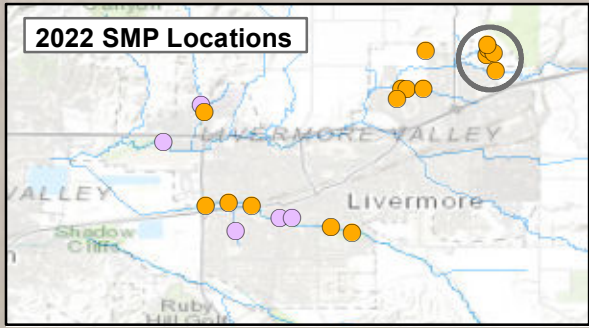 2022 SMP Locations
LIVERMORE VALLEY
VALLEY
Livermore
Shadow
Cliffs
Ruby
Hill Golf